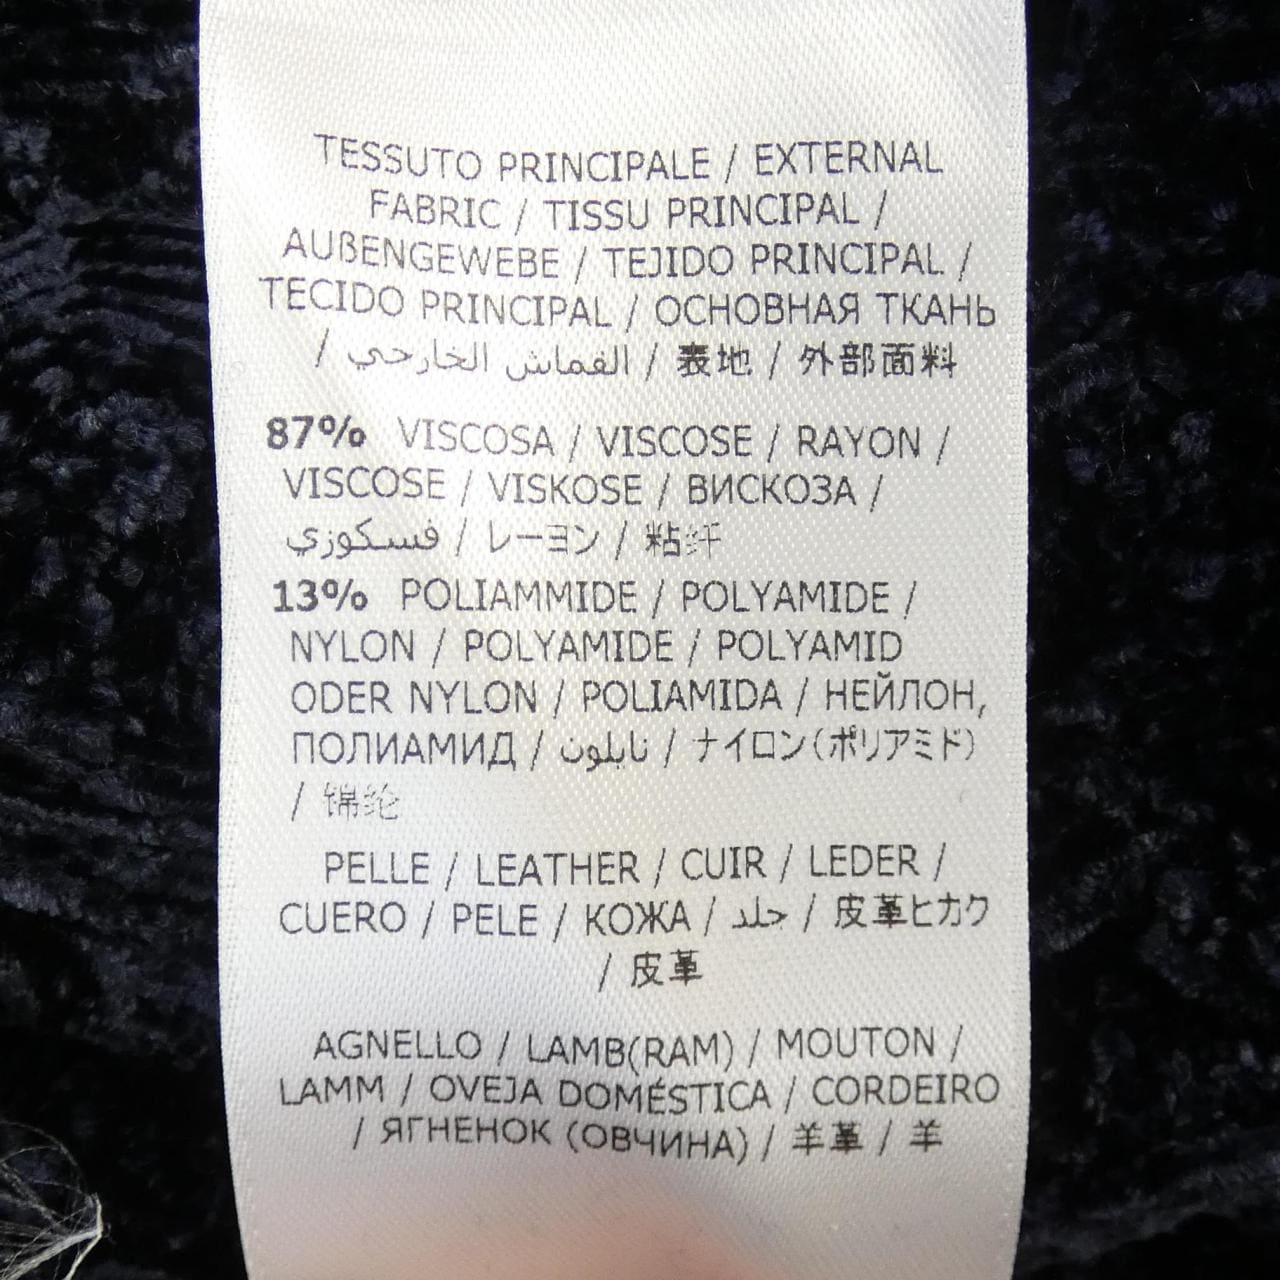 TESSUTO PRINCIPALE / EXTERNAL
FABRIC / TISSU PRINCIPAL /
AUßENGEWEBE / TEJIDO PRINCIPAL /
TECIDO PRINCIPAL / ОСНОВНАЯ ТКАНЬ
/ القماش الخارجي / 表地 / 外部面料
87% VISCOSA / VISCOSE / RAYON /
VISCOSE / VISKOSE / ВИСКОЗА /
فسكوزي / レーヨン / 粘纤
13% POLIAMMIDE / POLYAMIDE /
NYLON / POLYAMIDE / POLYAMID
ODER NYLON / POLIAMIDA / НЕЙЛОН,
ПОЛИАМИД / نايلون / ナイロン(ポリアミド)
/ 锦纶
PELLE / LEATHER / CUIR / LEDER /
CUERO / PELE / КОЖА / جلد / 皮革ヒカク
/ 皮革
AGNELLO / LAMB(RAM) / MOUTON /
LAMM / OVEJA DOMÉSTICA / CORDEIRO
/ ЯГНЕНОК (ОВЧИНА) / 羊革 / 羊